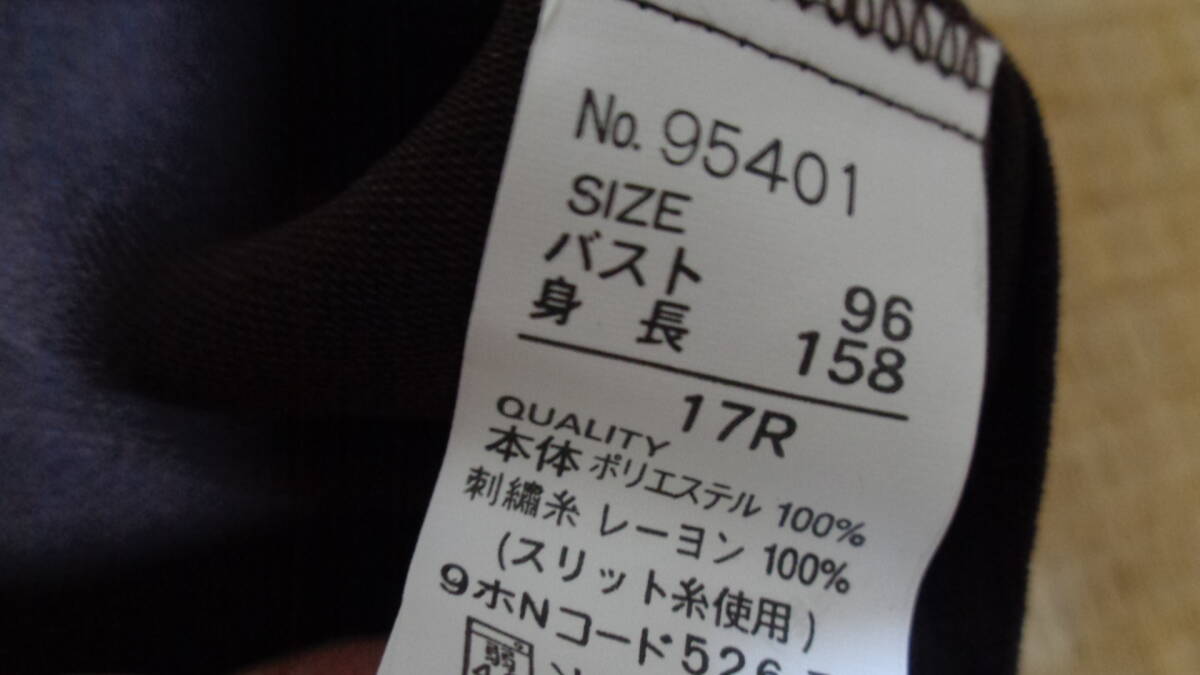 No. 95401
SIZE
バスト 96
身長 158
17R
QUALITY
本体 ポリエステル 100%
刺繍糸 レーヨン 100%
(スリット糸使用)
9ホNコード526